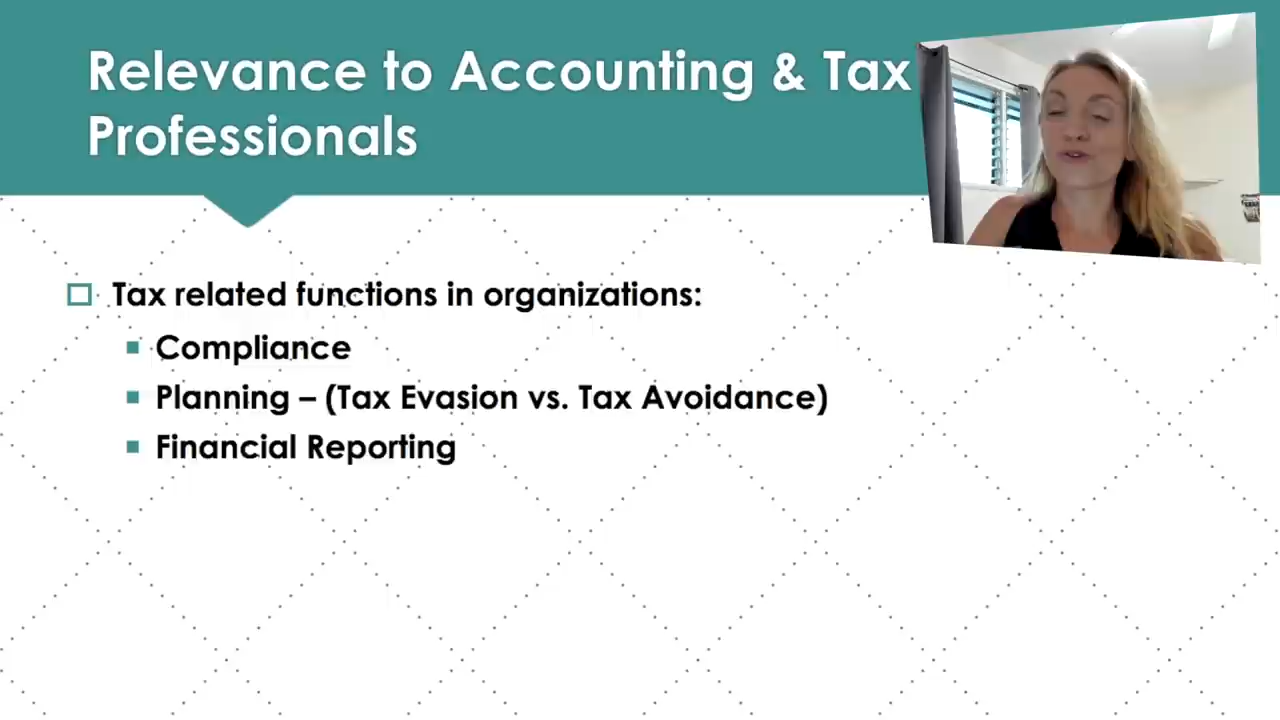 Relevance to Accounting & Tax
Professionals
Tax related functions in organizations:
Compliance
Planning – (Tax Evasion vs. Tax Avoidance)
Financial Reporting